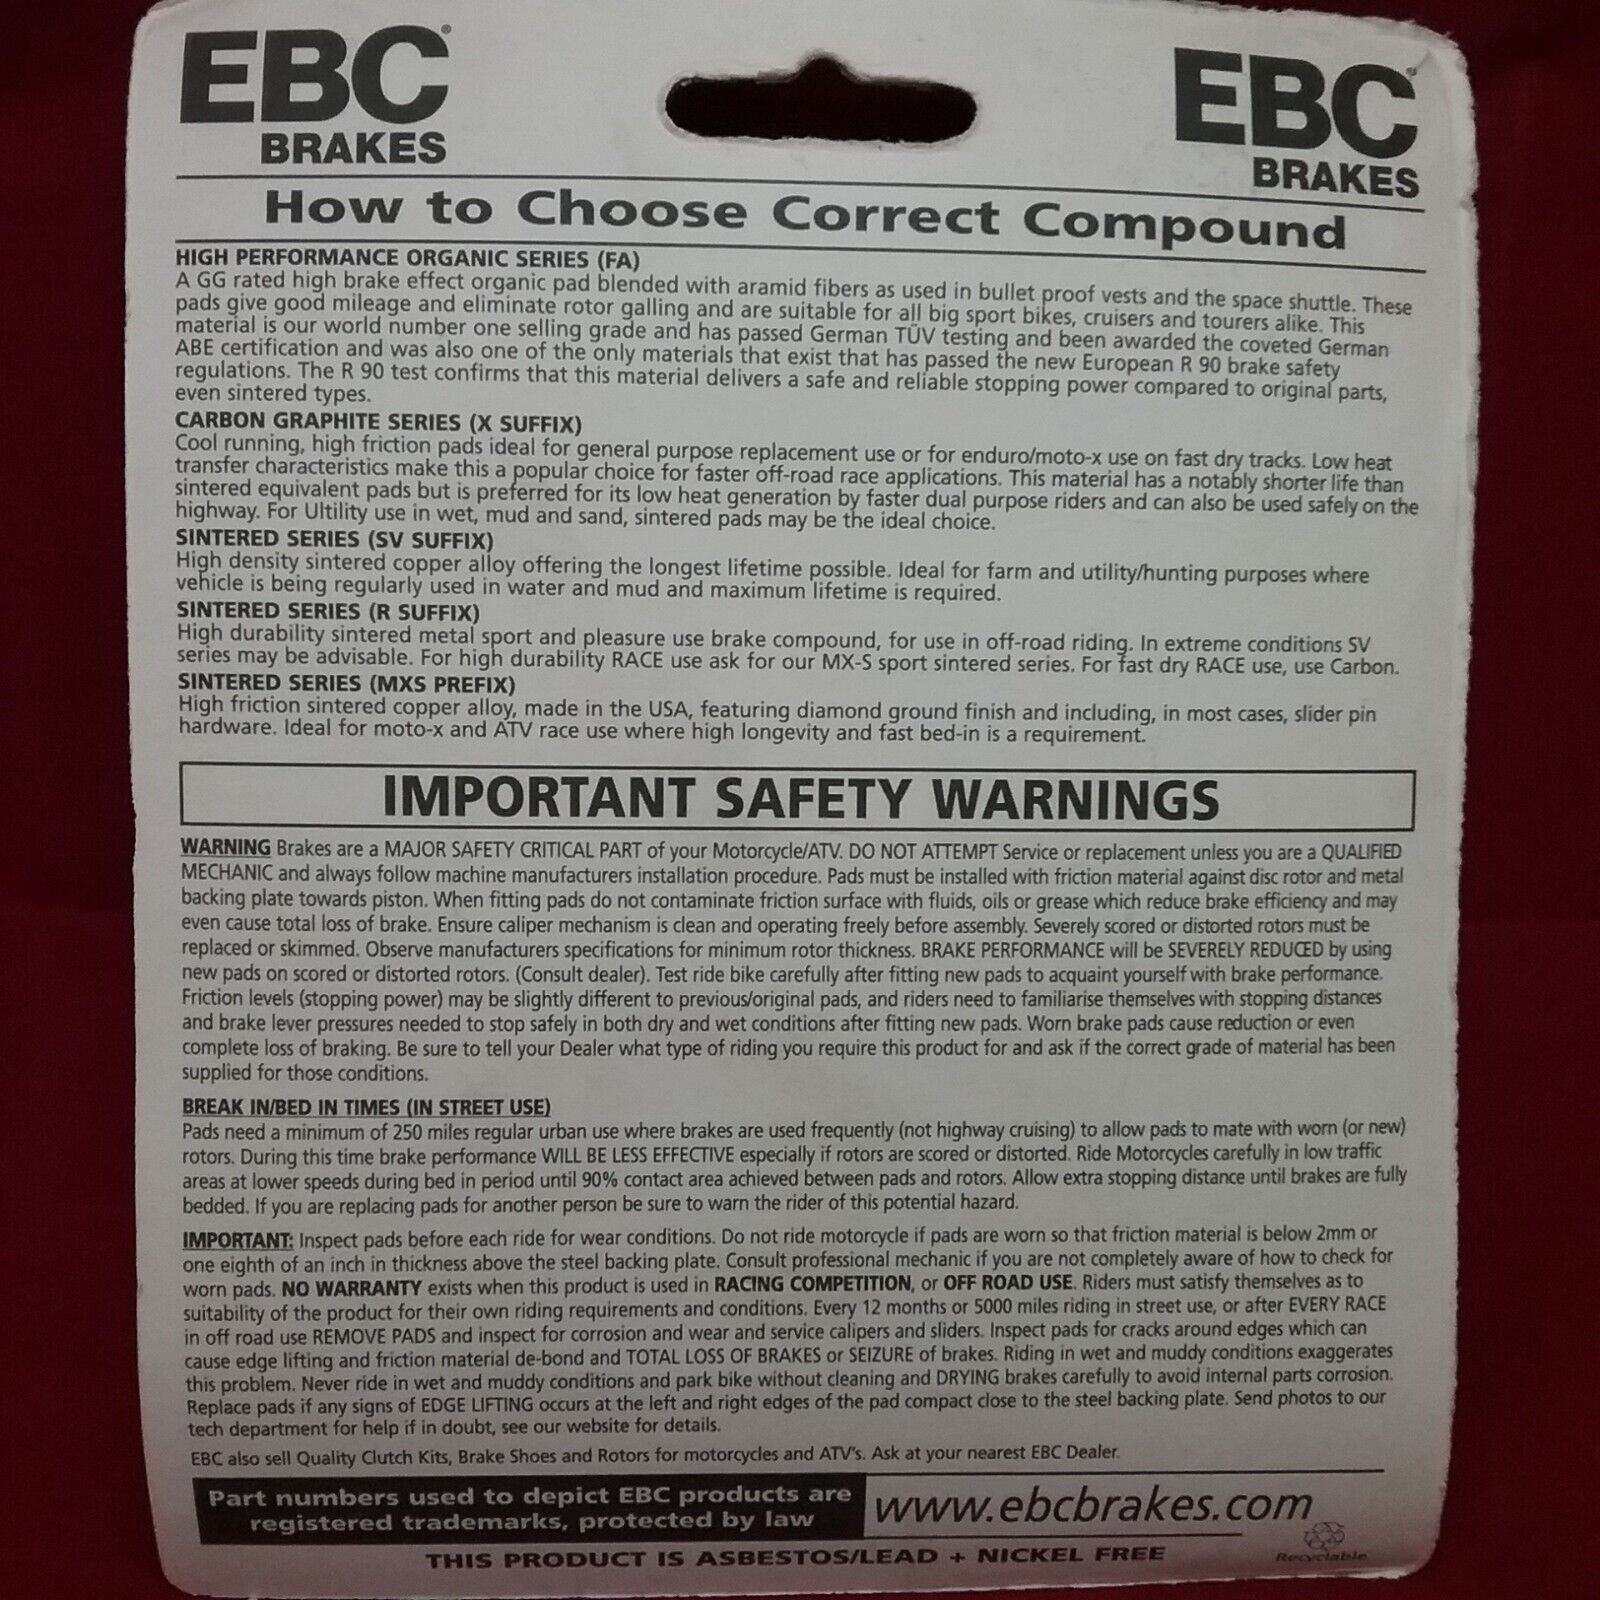 EBC® EBC®
BRAKES BRAKES
How to Choose Correct Compound
HIGH PERFORMANCE ORGANIC SERIES (FA)
A GG rated high brake effect organic pad blended with aramid fibers as used in bullet proof vests and the space shuttle. These
pads give good mileage and eliminate rotor galling and are suitable for all big sport bikes, cruisers and tourers alike. This
material is our world number one selling grade and has passed German TÜV testing and been awarded the coveted German
ABE certification and was also one of the only materials that exist that has passed the new European R 90 brake safety
regulations. The R 90 test confirms that this material delivers a safe and reliable stopping power compared to original parts,
even sintered types.
CARBON GRAPHITE SERIES (X SUFFIX)
Cool running, high friction pads ideal for general purpose replacement use or for enduro/moto-x use on fast dry tracks. Low heat
transfer characteristics make this a popular choice for faster off-road race applications. This material has a notably shorter life than
sintered equivalent pads but is preferred for its low heat generation by faster dual purpose riders and can also be used safely on the
highway. For Ultility use in wet, mud and sand, sintered pads may be the ideal choice.
SINTERED SERIES (SV SUFFIX)
High density sintered copper alloy offering the longest lifetime possible. Ideal for farm and utility/hunting purposes where
vehicle is being regularly used in water and mud and maximum lifetime is required.
SINTERED SERIES (R SUFFIX)
High durability sintered metal sport and pleasure use brake compound, for use in off-road riding. In extreme conditions SV
series may be advisable. For high durability RACE use ask for our MX-S sport sintered series. For fast dry RACE use, use Carbon.
SINTERED SERIES (MXS PREFIX)
High friction sintered copper alloy, made in the USA, featuring diamond ground finish and including, in most cases, slider pin
hardware. Ideal for moto-x and ATV race use where high longevity and fast bed-in is a requirement.
IMPORTANT SAFETY WARNINGS
WARNING Brakes are a MAJOR SAFETY CRITICAL PART of your Motorcycle/ATV. DO NOT ATTEMPT Service or replacement unless you are a QUALIFIED
MECHANIC and always follow machine manufacturers installation procedure. Pads must be installed with friction material against disc rotor and metal
backing plate towards piston. When fitting pads do not contaminate friction surface with fluids, oils or grease which reduce brake efficiency and may
even cause total loss of brake. Ensure caliper mechanism is clean and operating freely before assembly. Severely scored or distorted rotors must be
replaced or skimmed. Observe manufacturers specifications for minimum rotor thickness. BRAKE PERFORMANCE will be SEVERELY REDUCED by using
new pads on scored or distorted rotors. (Consult dealer). Test ride bike carefully after fitting new pads to acquaint yourself with brake performance.
Friction levels (stopping power) may be slightly different to previous/original pads, and riders need to familiarise themselves with stopping distances
and brake lever pressures needed to stop safely in both dry and wet conditions after fitting new pads. Worn brake pads cause reduction or even
complete loss of braking. Be sure to tell your Dealer what type of riding you require this product for and ask if the correct grade of material has been
supplied for those conditions.
BREAK IN/BED IN TIMES (IN STREET USE)
Pads need a minimum of 250 miles regular urban use where brakes are used frequently (not highway cruising) to allow pads to mate with worn (or new)
rotors. During this time brake performance WILL BE LESS EFFECTIVE especially if rotors are scored or distorted. Ride Motorcycles carefully in low traffic
areas at lower speeds during bed in period until 90% contact area achieved between pads and rotors. Allow extra stopping distance until brakes are fully
bedded. If you are replacing pads for another person be sure to warn the rider of this potential hazard.
IMPORTANT: Inspect pads before each ride for wear conditions. Do not ride motorcycle if pads are worn so that friction material is below 2mm or
one eighth of an inch in thickness above the steel backing plate. Consult professional mechanic if you are not completely aware of how to check for
worn pads. NO WARRANTY exists when this product is used in RACING COMPETITION, or OFF ROAD USE. Riders must satisfy themselves as to
suitability of the product for their own riding requirements and conditions. Every 12 months or 5000 miles riding in street use, or after EVERY RACE
in off road use REMOVE PADS and inspect for corrosion and wear and service calipers and sliders. Inspect pads for cracks around edges which can
cause edge lifting and friction material de-bond and TOTAL LOSS OF BRAKES or SEIZURE of brakes. Riding in wet and muddy conditions exaggerates
this problem. Never ride in wet and muddy conditions and park bike without cleaning and DRYING brakes carefully to avoid internal parts corrosion.
Replace pads if any signs of EDGE LIFTING occurs at the left and right edges of the pad compact close to the steel backing plate. Send photos to our
tech department for help if in doubt, see our website for details.
EBC also sell Quality Clutch Kits, Brake Shoes and Rotors for motorcycles and ATV's. Ask at your nearest EBC Dealer.
Part numbers used to depict EBC products are
registered trademarks, protected by law
www.ebcbrakes.com
Recyclable
THIS PRODUCT IS ASBESTOS/LEAD + NICKEL FREE